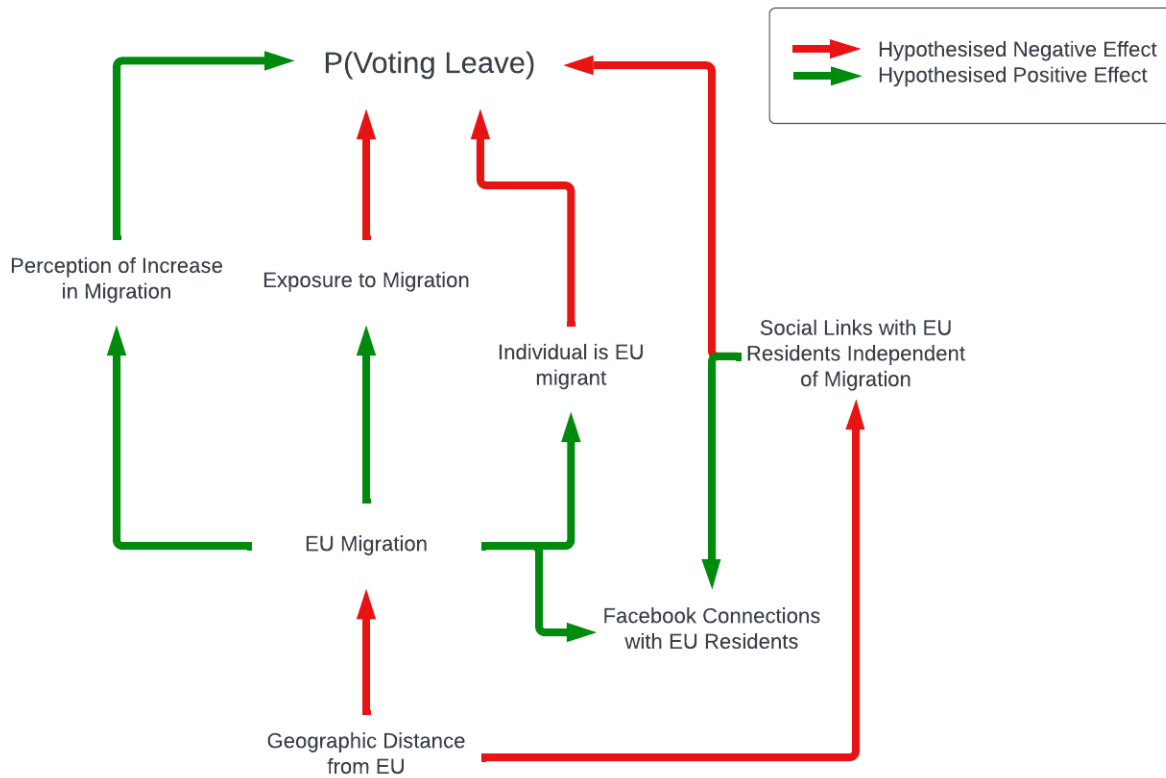 P(Voting Leave)
Hypothesised Negative Effect
Hypothesised Positive Effect
Perception of Increase
in Migration
Exposure to Migration
Individual is EU
migrant
Social Links with EU
Residents Independent
of Migration
EU Migration
Facebook Connections
with EU Residents
Geographic Distance
from EU